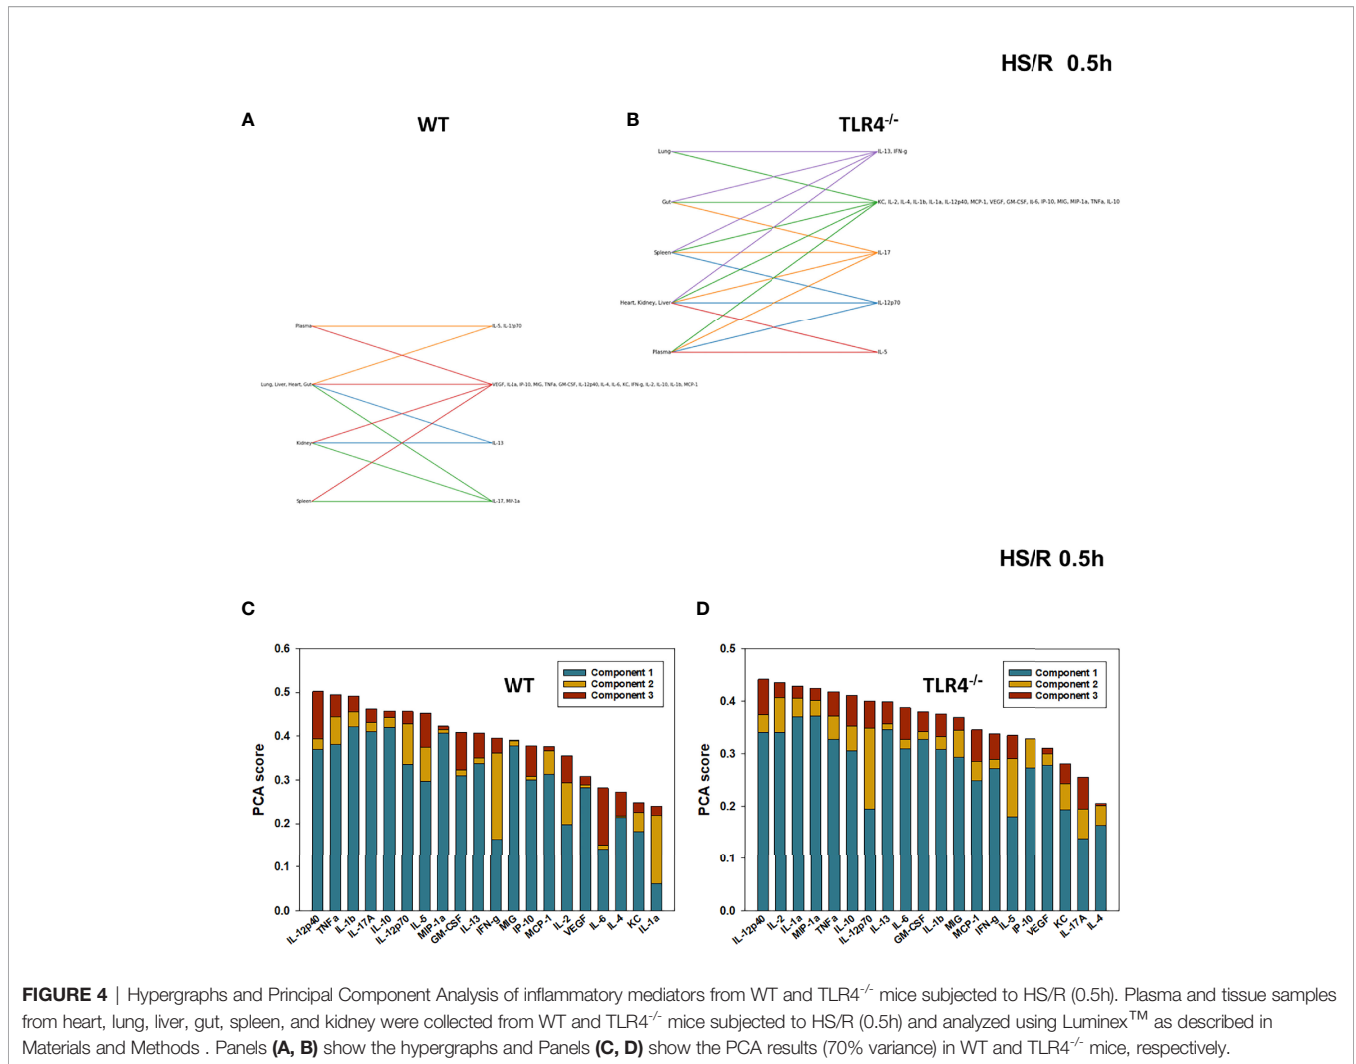 HS/R 0.5h
A
WT
B
TLR4-/-
Lung
IL-13, IFN-g
Gut
KC, IL-2, IL-4, IL-1b, IL-1a, IL-12p40, MCP-1, VEGF, GM-CSF, IL-6, IP-10, MIG, MIP-1a, TNFa, IL-10
Spleen
IL-17
Heart, Kidney, Liver
IL-12p70
Plasma
IL-5
Plasma
IL-5, IL-12p70
Lung, Liver, Heart, Gut
VEGF, IL-1a, IP-10, MIG, TNFa, GM-CSF, IL-12p40, IL-4, IL-6, KC, IFN-g, IL-2, IL-10, IL-1b, MCP-1
Kidney
IL-13
Spleen
IL-17, MIP-1a
HS/R 0.5h
C
WT
Component 1
Component 2
Component 3
PCA score
0.6
0.5
0.4
0.3
0.2
0.1
0.0
IL-12p40
TNFa
IL-1b
IL-17A
IL-10
IL-12p70
IL-5
MIP-1a
GM-CSF
IL-13
IFN-g
MIG
IP-10
MCP-1
IL-2
VEGF
IL-6
IL-4
KC
IL-1a
D
TLR4-/-
Component 1
Component 2
Component 3
PCA score
0.5
0.4
0.3
0.2
0.1
0.0
IL-12p40
IL-2
IL-1a
MIP-1a
TNFa
IL-10
IL-12p70
IL-13
IL-6
GM-CSF
IL-1b
MIG
MCP-1
IFN-g
IL-5
IP-10
VEGF
KC
IL-17A
IL-4
FIGURE 4 | Hypergraphs and Principal Component Analysis of inflammatory mediators from WT and TLR4-/- mice subjected to HS/R (0.5h). Plasma and tissue samples
from heart, lung, liver, gut, spleen, and kidney were collected from WT and TLR4-/- mice subjected to HS/R (0.5h) and analyzed using Luminex™ as described in
Materials and Methods . Panels (A, B) show the hypergraphs and Panels (C, D) show the PCA results (70% variance) in WT and TLR4-/- mice, respectively.